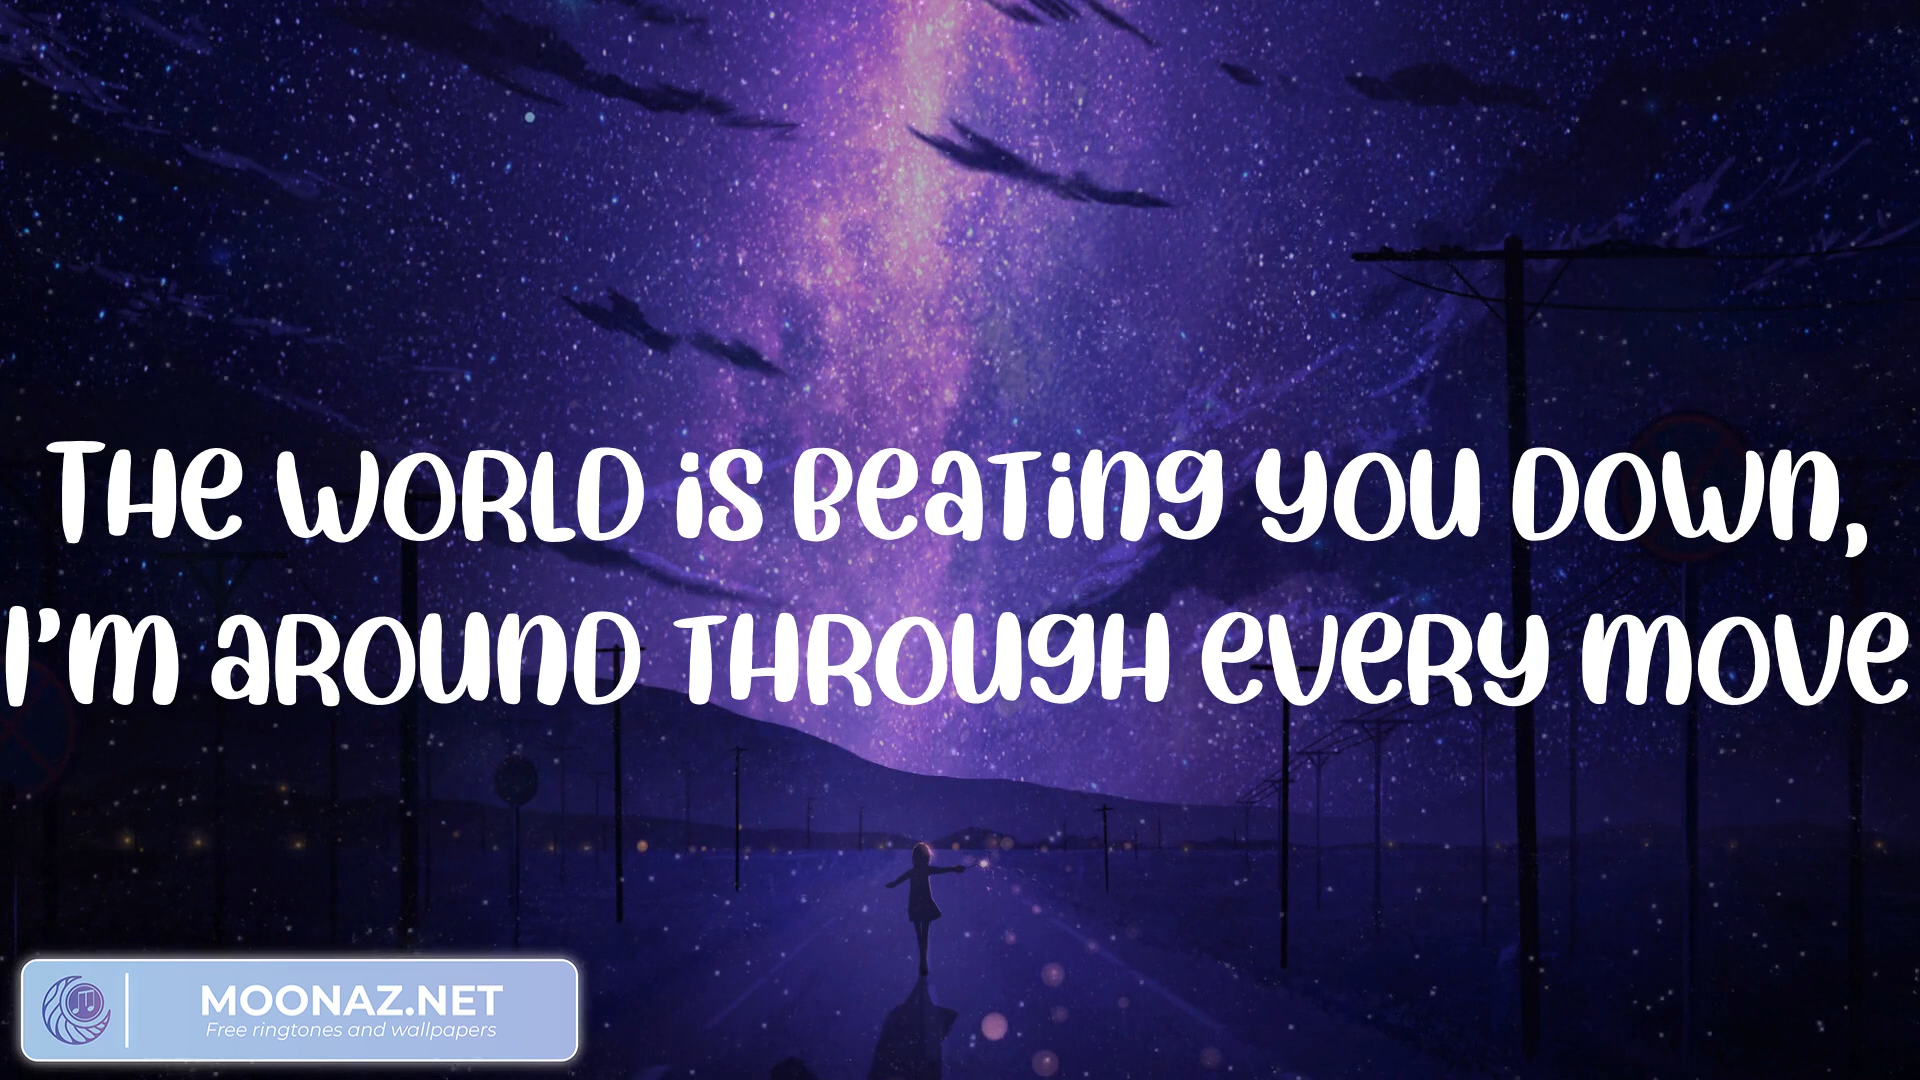 The world is beating you down,
I'm around through every move
MOONAZ.NET
Free ringtones and wallpapers